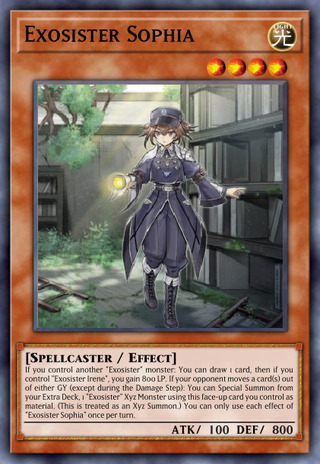 Exosister Sophia
LIGHT
光
[Spellcaster / Effect]
If you control another "Exosister" monster: You can draw 1 card, then if you
control "Exosister Irene", you gain 800 LP. If your opponent moves a card(s) out
of either GY (except during the Damage Step): You can Special Summon from
your Extra Deck, 1 "Exosister" Xyz Monster using this face-up card you control as
material. (This is treated as an Xyz Summon.) You can only use each effect of
"Exosister Sophia" once per turn.
ATK/ 100 DEF/ 800